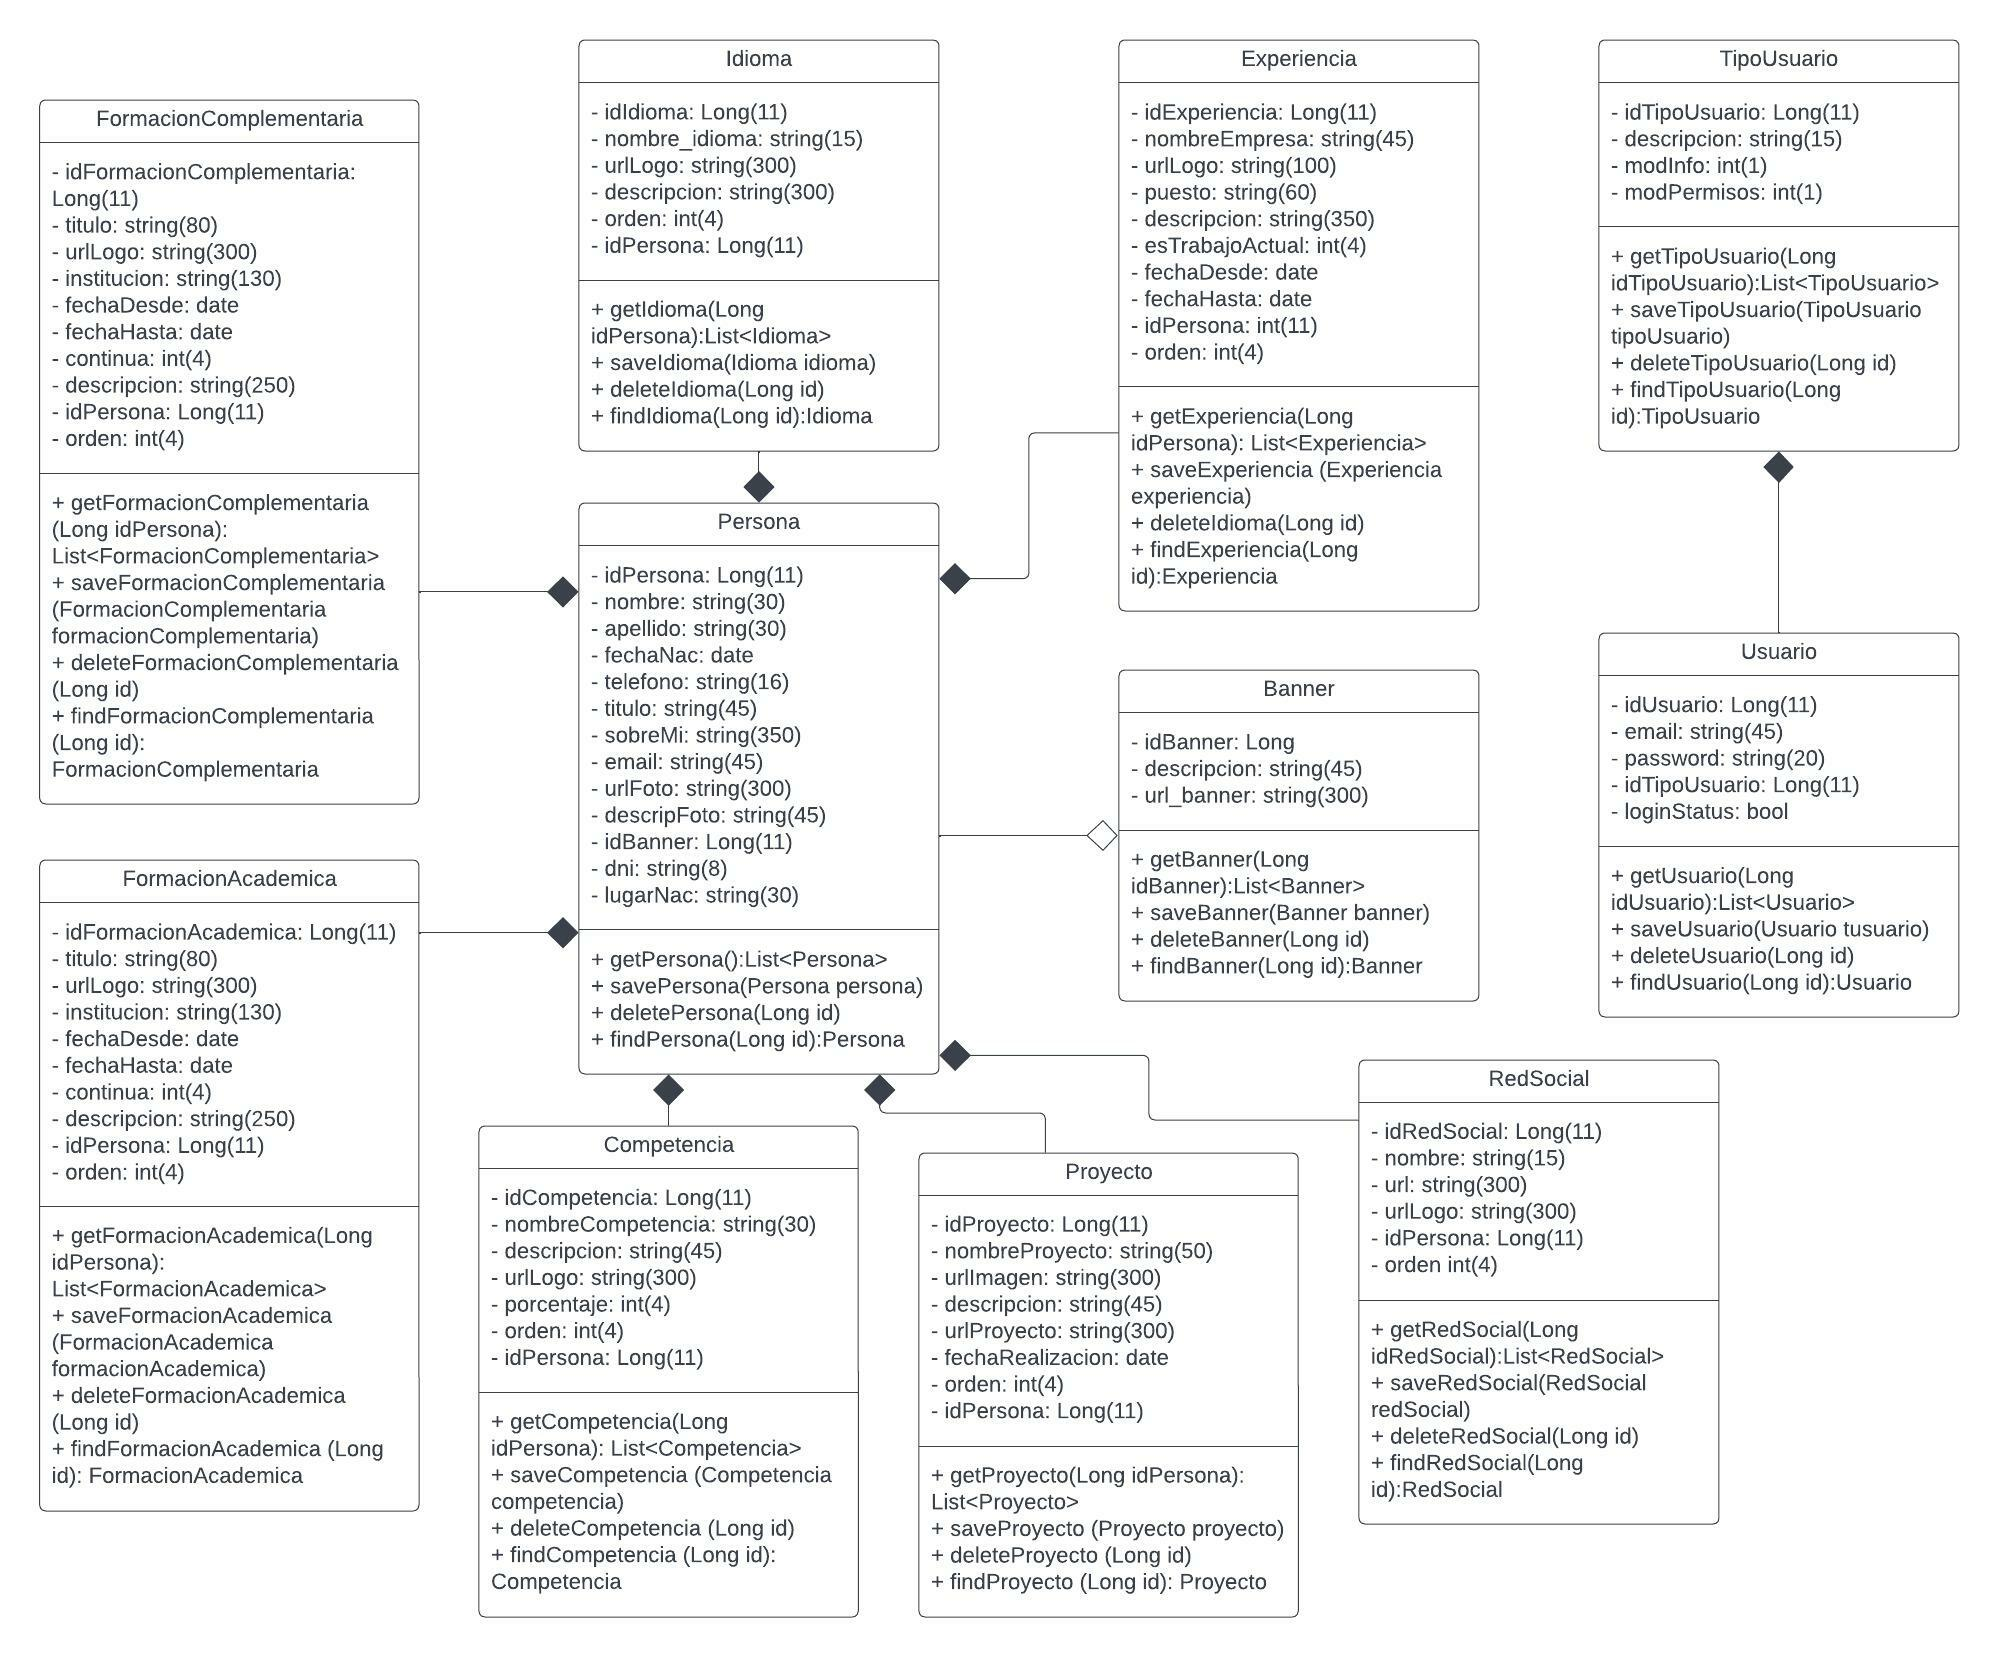 FormacionComplementaria
- idFormacionComplementaria:
Long(11)
- titulo: string(80)
- urlLogo: string(300)
- institucion: string(130)
- fechaDesde: date
- fechaHasta: date
- continua: int(4)
- descripcion: string(250)
- idPersona: Long(11)
- orden: int(4)
+ getFormacionComplementaria
(Long idPersona):
List<FormacionComplementaria>
+ saveFormacionComplementaria
(FormacionComplementaria
formacionComplementaria)
+ deleteFormacionComplementaria
(Long id)
+ findFormacionComplementaria
(Long id):
FormacionComplementaria
Idioma
- idIdioma: Long(11)
- nombre_idioma: string(15)
- urlLogo: string(300)
- descripcion: string(300)
- orden: int(4)
- idPersona: Long(11)
+ getIdioma(Long
idPersona):List<Idioma>
+ saveIdioma(Idioma idioma)
+ deleteIdioma(Long id)
+ findIdioma(Long id):Idioma
Experiencia
- idExperiencia: Long(11)
- nombreEmpresa: string(45)
- urlLogo: string(100)
- puesto: string(60)
- descripcion: string(350)
- esTrabajoActual: int(4)
- fechaDesde: date
- fechaHasta: date
- idPersona: int(11)
- orden: int(4)
+ getExperiencia(Long
idPersona): List<Experiencia>
+ saveExperiencia (Experiencia
experiencia)
+ deleteIdioma(Long id)
+ findExperiencia(Long
id):Experiencia
TipoUsuario
- idTipoUsuario: Long(11)
- descripcion: string(15)
- modInfo: int(1)
- modPermisos: int(1)
+ getTipoUsuario(Long
idTipoUsuario):List<TipoUsuario>
+ saveTipoUsuario(TipoUsuario
tipoUsuario)
+ deleteTipoUsuario(Long id)
+ findTipoUsuario(Long
id):TipoUsuario
Persona
- idPersona: Long(11)
- nombre: string(30)
- apellido: string(30)
- fechaNac: date
- telefono: string(16)
- titulo: string(45)
- sobreMi: string(350)
- email: string(45)
- urlFoto: string(300)
- descripFoto: string(45)
- idBanner: Long(11)
- dni: string(8)
- lugarNac: string(30)
+ getPersona():List<Persona>
+ savePersona(Persona persona)
+ deletePersona(Long id)
+ findPersona(Long id):Persona
Banner
- idBanner: Long
- descripcion: string(45)
- url_banner: string(300)
+ getBanner(Long
idBanner):List<Banner>
+ saveBanner(Banner banner)
+ deleteBanner(Long id)
+ findBanner(Long id):Banner
Usuario
- idUsuario: Long(11)
- email: string(45)
- password: string(20)
- idTipoUsuario: Long(11)
- loginStatus: bool
+ getUsuario(Long
idUsuario):List<Usuario>
+ saveUsuario(Usuario tusuario)
+ deleteUsuario(Long id)
+ findUsuario(Long id):Usuario
FormacionAcademica
- idFormacionAcademica: Long(11)
- titulo: string(80)
- urlLogo: string(300)
- institucion: string(130)
- fechaDesde: date
- fechaHasta: date
- continua: int(4)
- descripcion: string(250)
- idPersona: Long(11)
- orden: int(4)
+ getFormacionAcademica(Long
idPersona):
List<FormacionAcademica>
+ saveFormacionAcademica
(FormacionAcademica
formacionAcademica)
+ deleteFormacionAcademica
(Long id)
+ findFormacionAcademica (Long
id): FormacionAcademica
Competencia
- idCompetencia: Long(11)
- nombreCompetencia: string(30)
- descripcion: string(45)
- urlLogo: string(300)
- porcentaje: int(4)
- orden: int(4)
- idPersona: Long(11)
+ getCompetencia(Long
idPersona): List<Competencia>
+ saveCompetencia (Competencia
competencia)
+ deleteCompetencia (Long id)
+ findCompetencia (Long id):
Competencia
Proyecto
- idProyecto: Long(11)
- nombreProyecto: string(50)
- urlImagen: string(300)
- descripcion: string(45)
- urlProyecto: string(300)
- fechaRealizacion: date
- orden: int(4)
- idPersona: Long(11)
+ getProyecto(Long idPersona):
List<Proyecto>
+ saveProyecto (Proyecto proyecto)
+ deleteProyecto (Long id)
+ findProyecto (Long id): Proyecto
RedSocial
- idRedSocial: Long(11)
- nombre: string(15)
- url: string(300)
- urlLogo: string(300)
- idPersona: Long(11)
- orden int(4)
+ getRedSocial(Long
idRedSocial):List<RedSocial>
+ saveRedSocial(RedSocial
redSocial)
+ deleteRedSocial(Long id)
+ findRedSocial(Long
id):RedSocial